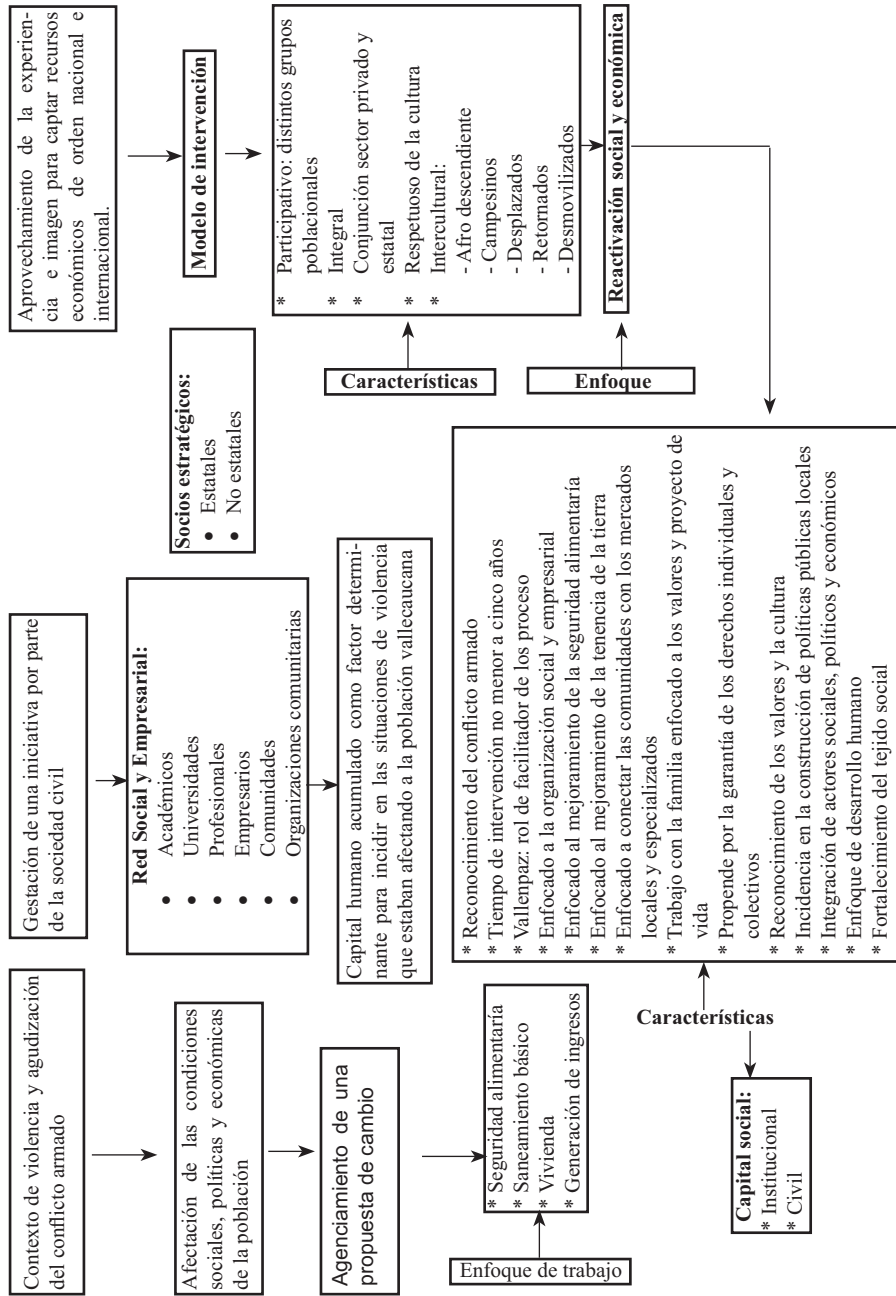 Contexto de violencia y agudización
del conflicto armado
Afectación de las condiciones
sociales, políticas y económicas
de la población
Agenciamiento de una
propuesta de cambio
Enfoque de trabajo
* Seguridad alimentaría
* Saneamiento básico
* Vivienda
* Generación de ingresos
Gestación de una iniciativa por parte
de la sociedad civil
Red Social y Empresarial:
• Académicos
• Universidades
• Profesionales
• Empresarios
• Comunidades
• Organizaciones comunitarias
Capital humano acumulado como factor determi-
nante para incidir en las situaciones de violencia
que estaban afectando a la población vallecaucana
Socios estratégicos:
• Estatales
• No estatales
Aprovechamiento de la experien-
cia e imagen para captar recursos
económicos de orden nacional e
internacional.
Modelo de intervención
Características
* Participativo: distintos grupos
poblacionales
* Integral
* Conjunción sector privado y
estatal
* Respetuoso de la cultura
* Intercultural:
- Afro descendiente
- Campesinos
- Desplazados
- Retornados
- Desmovilizados
Enfoque
Reactivación social y económica
* Reconocimiento del conflicto armado
* Tiempo de intervención no menor a cinco años
* Vallenpaz: rol de facilitador de los proceso
* Enfocado a la organización social y empresarial
* Enfocado al mejoramiento de la seguridad alimentaría
* Enfocado al mejoramiento de la tenencia de la tierra
* Enfocado a conectar las comunidades con los mercados
locales y especializados
* Trabajo con la familia enfocado a los valores y proyecto de
vida
* Propende por la garantía de los derechos individuales y
colectivos
* Reconocimiento de los valores y la cultura
* Incidencia en la construcción de políticas públicas locales
* Integración de actores sociales, políticos y económicos
* Enfoque de desarrollo humano
* Fortalecimiento del tejido social
Características
Capital social:
* Institucional
* Civil